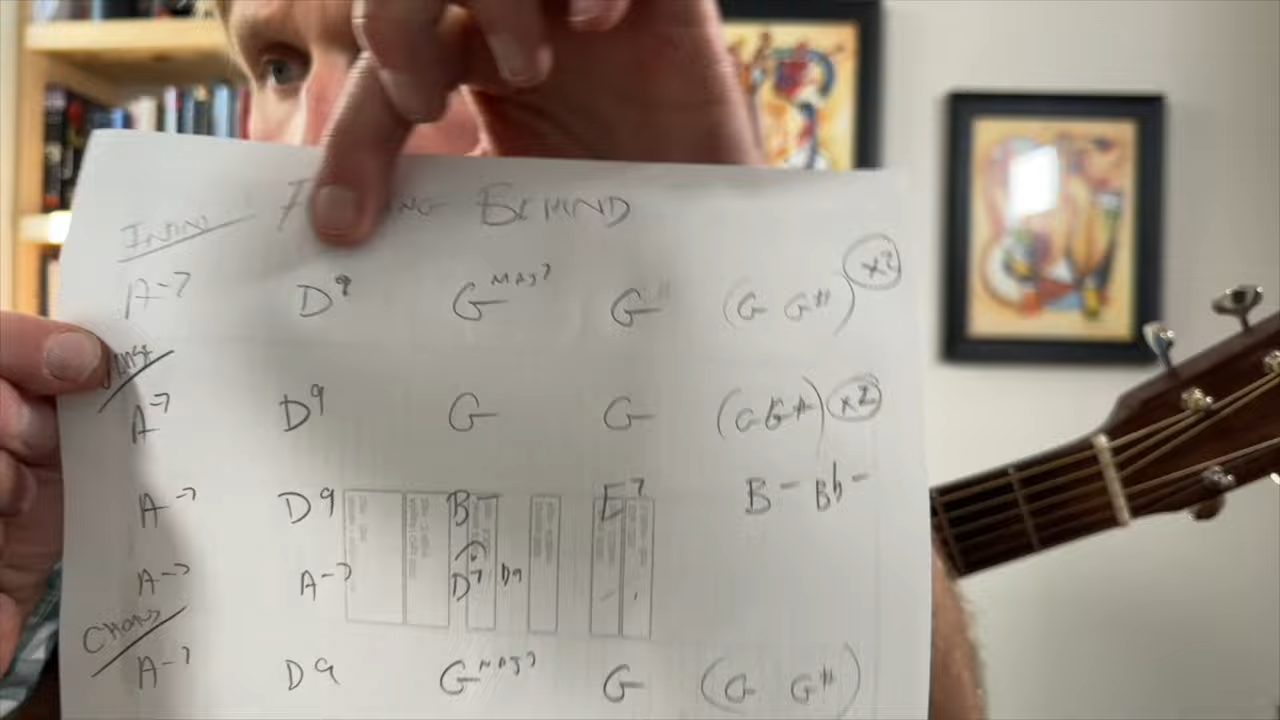 INTRO F ING BEHIND
A-7 D9 GMAJ7 G (G G#) x2
A-7 D9 G G (G G#) x2
A-7 D9 B- E7 B- Bb-
A-7 A-7 D7 D9
CHORUS
A-7 D9 GMAJ7 G (G G#)